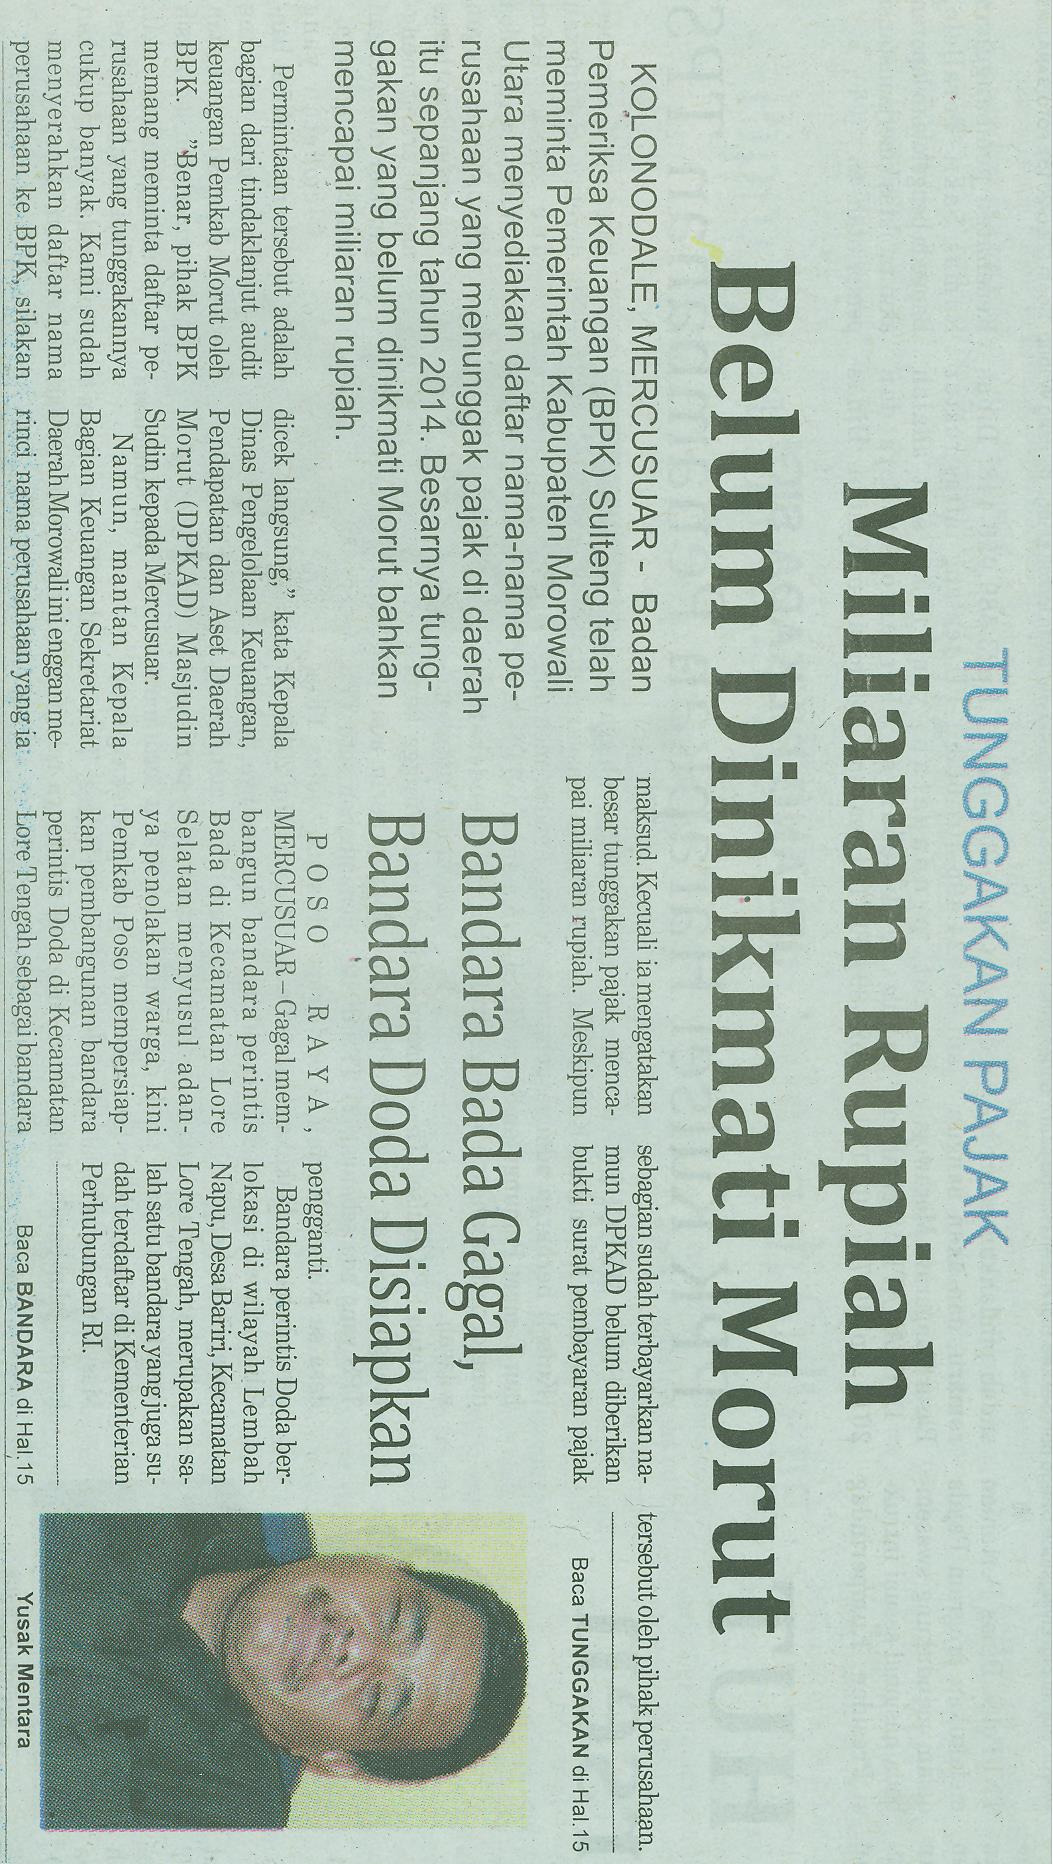 TUNGGAKAN PAJAK
Miliaran Rupiah
Belum Dinikmati Morut
KOLONODALE, MERCUSUAR - Badan
Pemeriksa Keuangan (BPK) Sulteng telah
meminta Pemerintah Kabupaten Morowali
Utara menyediakan daftar nama-nama pe-
rusahaan yang menunggak pajak di daerah
itu sepanjang tahun 2014. Besarnya tung-
gakan yang belum dinikmati Morut bahkan
mencapai miliaran rupiah.
Permintaan tersebut adalah
bagian dari tindaklanjut audit
keuangan Pemkab Morut oleh
BPK. "Benar, pihak BPK
memang meminta daftar pe-
rusahaan yang tunggakannya
cukup banyak. Kami sudah
menyerahkan daftar nama
perusahaan ke BPK, silakan
dicek langsung," kata Kepala
Dinas Pengelolaan Keuangan,
Pendapatan dan Aset Daerah
Morut (DPKAD) Masjudin
Sudin kepada Mercusuar.
Namun, mantan Kepala
Bagian Keuangan Sekretariat
Daerah Morowali ini enggan me-
rinci nama perusahaan yang ia
maksud. Kecuali ia mengatakan
besar tunggakan pajak menca-
pai miliaran rupiah. Meskipun
sebagian sudah terbayarkan na-
mun DPKAD belum diberikan
bukti surat pembayaran pajak
tersebut oleh pihak perusahaan.
Baca TUNGGAKAN di Hal.15
Bandara Bada Gagal,
Bandara Doda Disiapkan
POSO RAYA,
MERCUSUAR – Gagal mem-
bangun bandara perintis
Bada di Kecamatan Lore
Selatan menyusul adan-
ya penolakan warga, kini
Pemkab Poso mempersiap-
kan pembangunan bandara
perintis Doda di Kecamatan
Lore Tengah sebagai bandara
pengganti.
Bandara perintis Doda ber-
lokasi di wilayah Lembah
Napu, Desa Bariri, Kecamatan
Lore Tengah, merupakan sa-
lah satu bandara yang juga su-
dah terdaftar di Kementerian
Perhubungan RI.
Baca BANDARA di Hal.15
Yusak Mentara